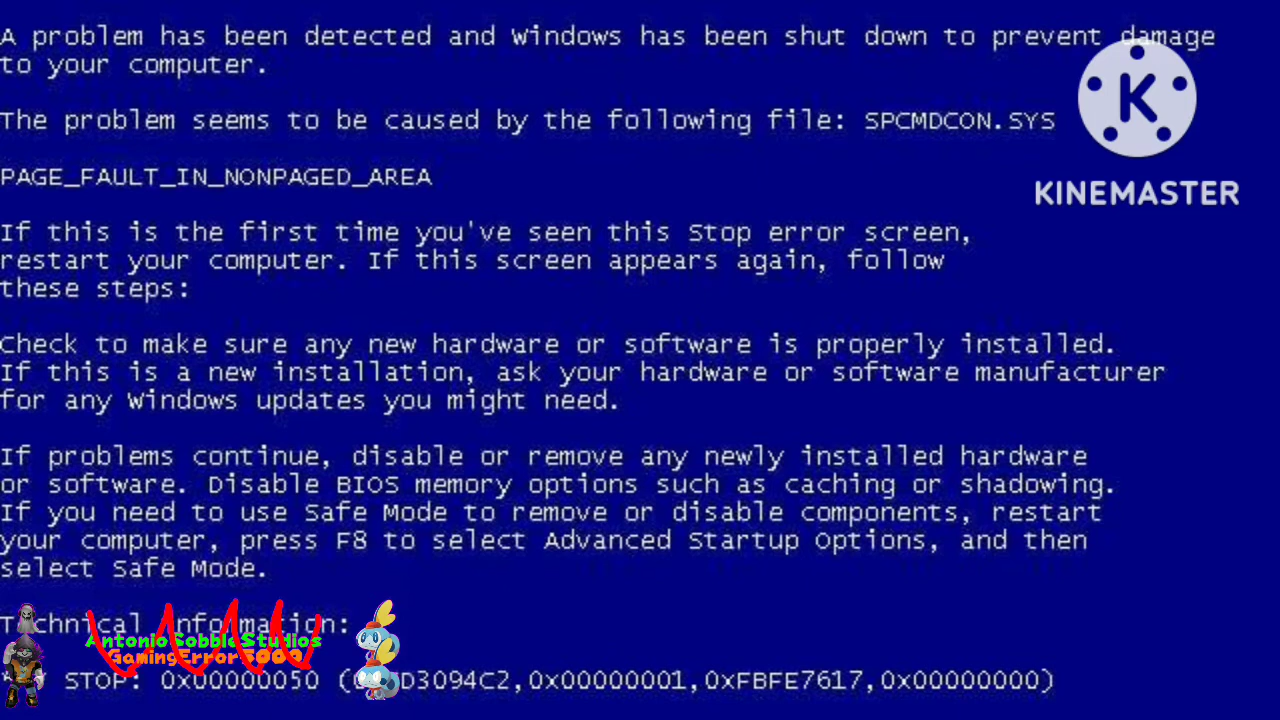 A problem has been detected and Windows has been shut down to prevent damage
to your computer.
The problem seems to be caused by the following file: SPCMDCON.SYS
K
KINEMASTER
PAGE_FAULT_IN_NONPAGED_AREA
If this is the first time you've seen this Stop error screen,
restart your computer. If this screen appears again, follow
these steps:
Check to make sure any new hardware or software is properly installed.
If this is a new installation, ask your hardware or software manufacturer
for any Windows updates you might need.
If problems continue, disable or remove any newly installed hardware
or software. Disable BIOS memory options such as caching or shadowing.
If you need to use Safe Mode to remove or disable components, restart
your computer, press F8 to select Advanced Startup Options, and then
select Safe Mode.
Technical information:
AntonioSobbleStudios
GamingError5000
STOP: 0x00000050 (D3094C2,0x00000001,0xFBFE7617,0x00000000)